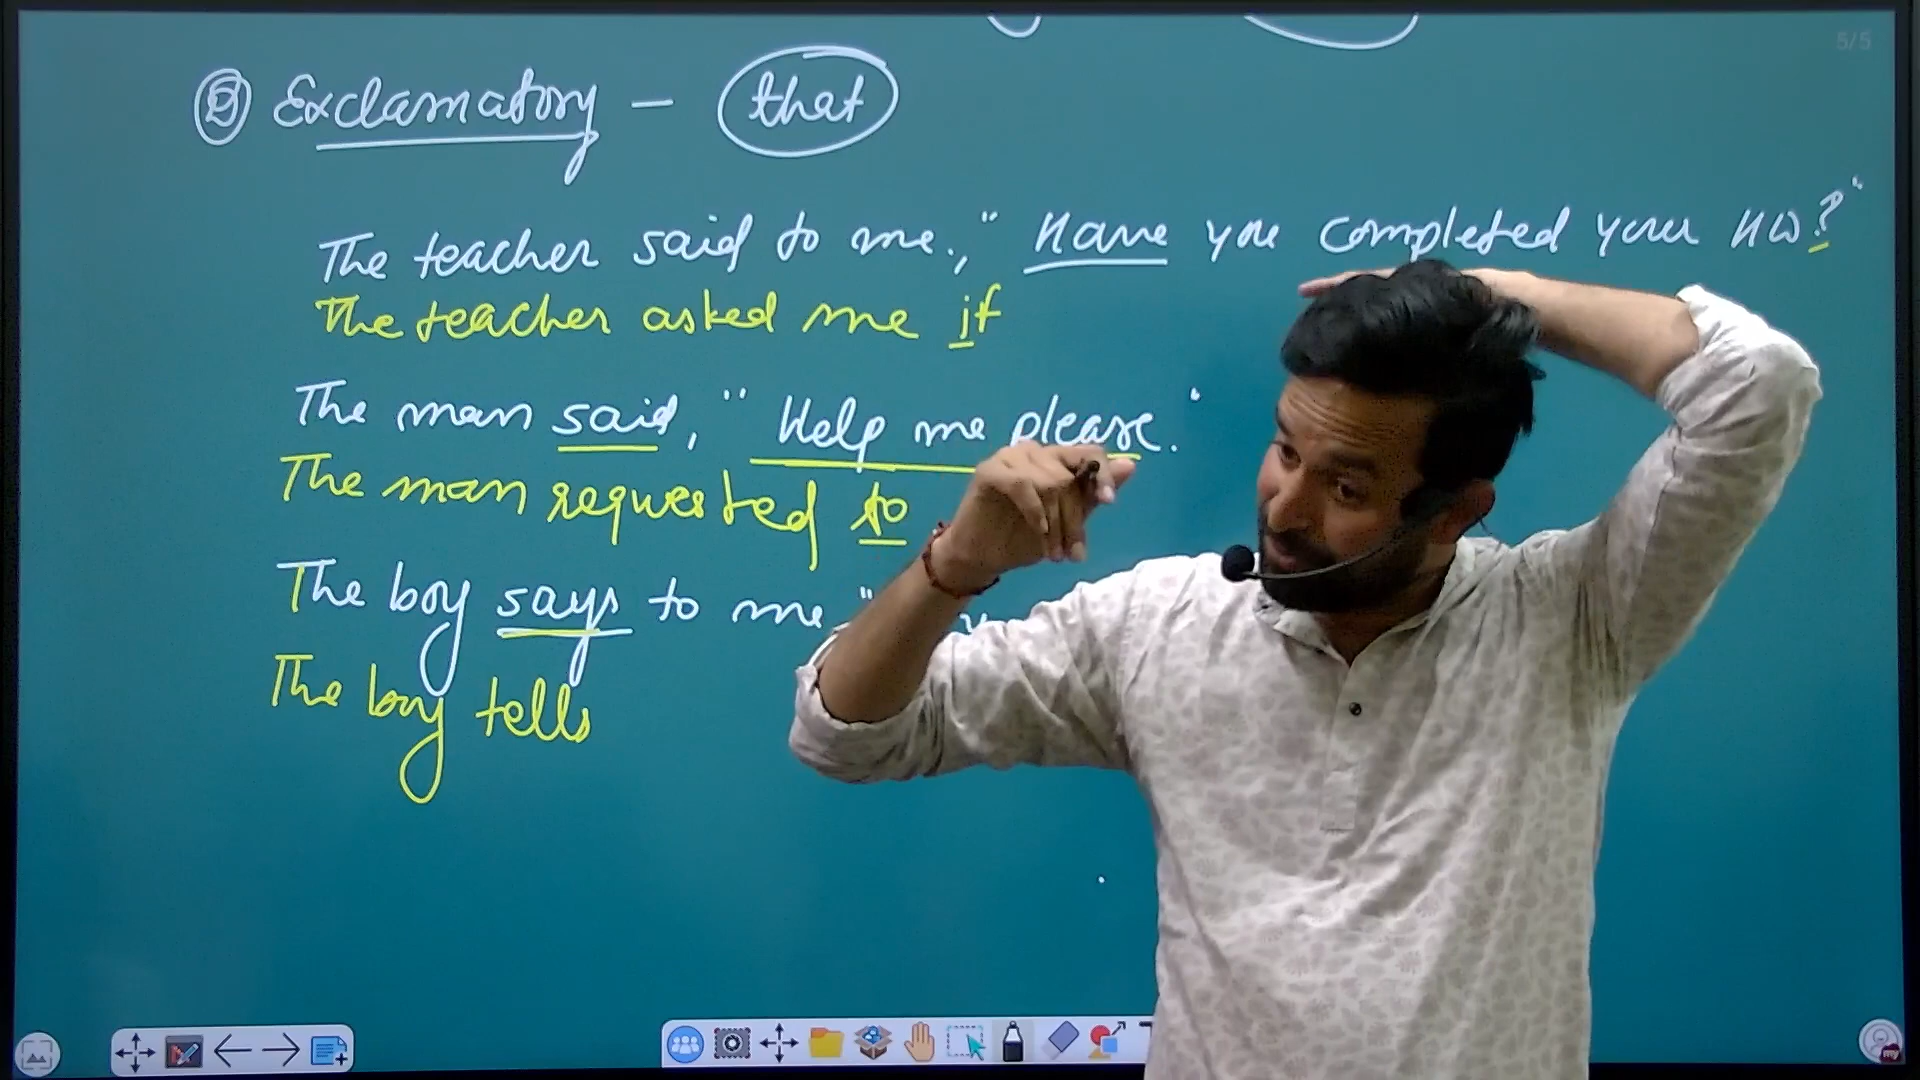 5/5
Exclamatory - that
The teacher said to me, "Have you completed your HW?"
The teacher asked me if
The man said, "Help me please."
The man requested to
The boy says to me "
The boy tells